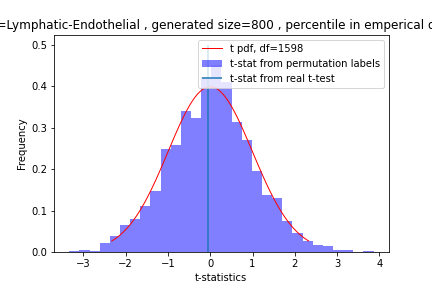 =Lymphatic-Endothelial , generated size=800 , percentile in emperical
t pdf, df=1598
t-stat from permutation labels
t-stat from real t-test
0.5
0.4
0.3
0.2
0.1
0.0
Frequency
−3 −2 −1 0 1 2 3 4
t-statistics